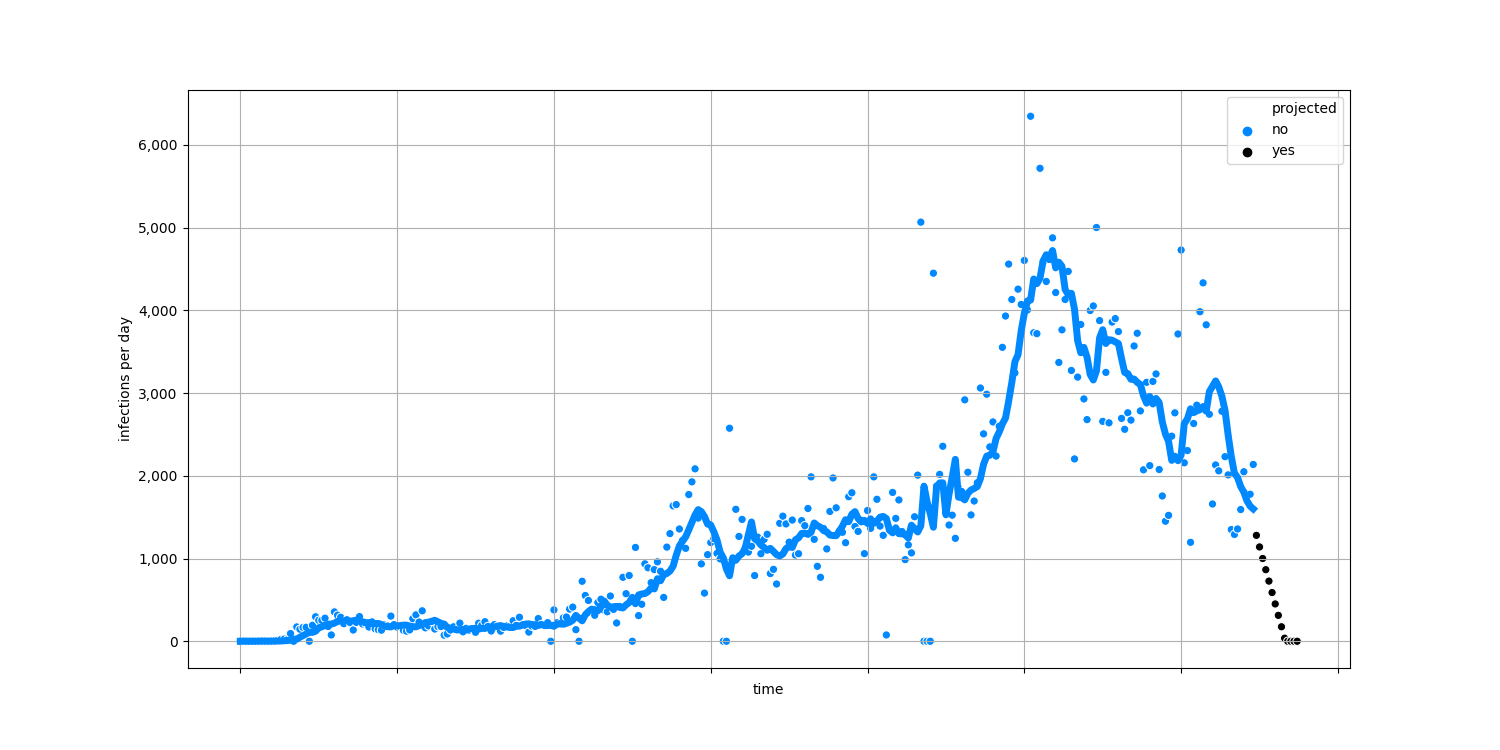 projected
no
yes
6,000
5,000
4,000
3,000
2,000
1,000
0
infections per day
time